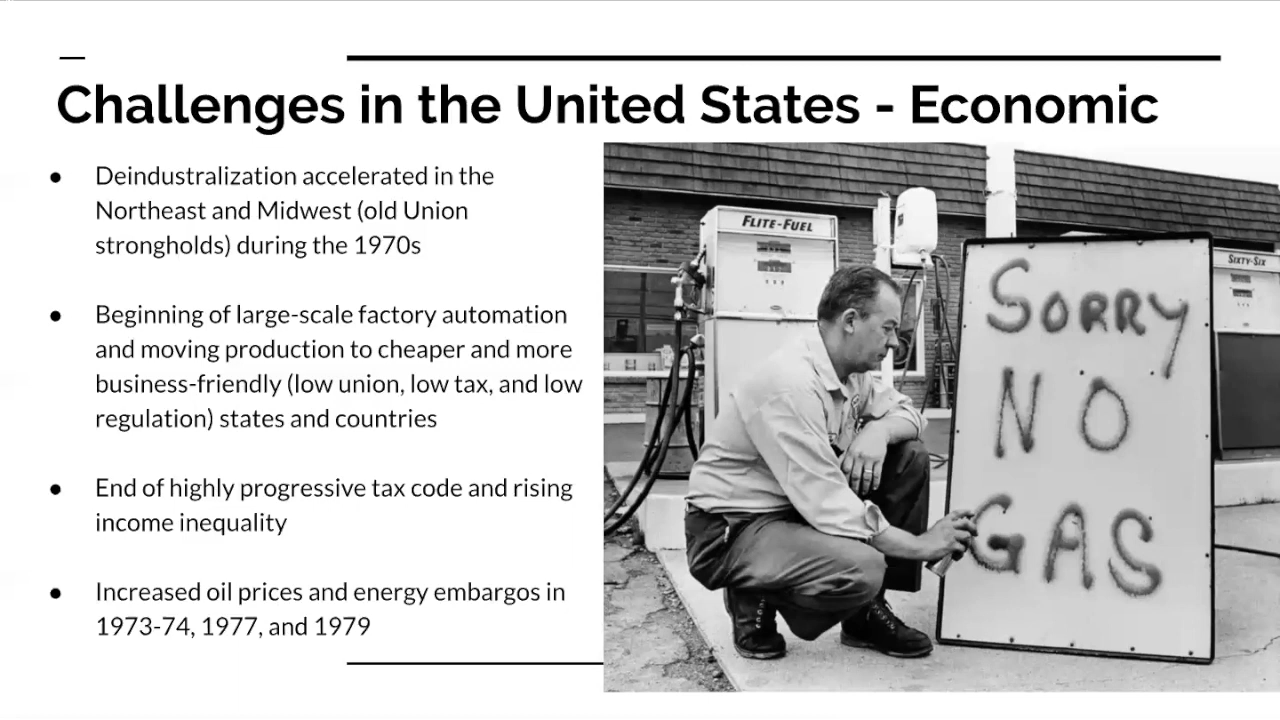 Challenges in the United States - Economic
● Deindustralization accelerated in the
Northeast and Midwest (old Union
strongholds) during the 1970s
● Beginning of large-scale factory automation
and moving production to cheaper and more
business-friendly (low union, low tax, and low
regulation) states and countries
● End of highly progressive tax code and rising
income inequality
● Increased oil prices and energy embargos in
1973-74, 1977, and 1979
FLITE-FUEL
SIXTY-SIX
SORRY
NO
GAS